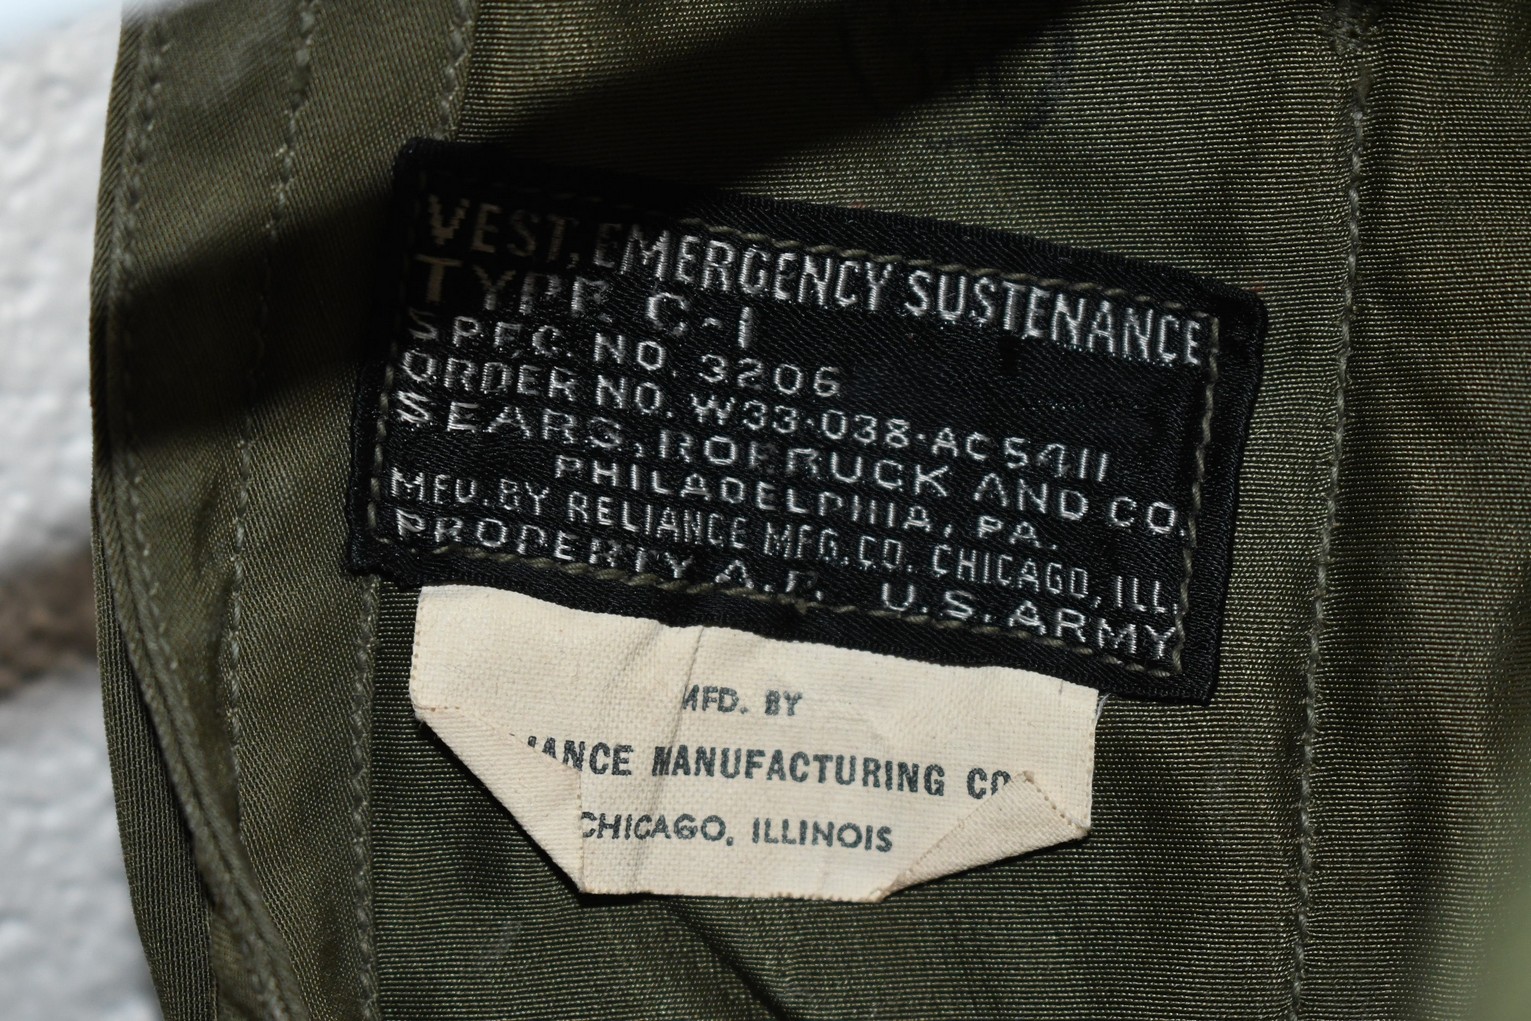 VEST, EMERGENCY SUSTENANCE
TYPE C-1
SPEC. NO. 3206
ORDER NO. W33-038-AC5411
SEARS, ROEBUCK AND CO.
PHILADELPHIA, PA.
MFD. BY RELIANCE MFG. CO. CHICAGO, ILL.
PROPERTY A.F. U.S. ARMY
MFD. BY
IANCE MANUFACTURING CO
CHICAGO, ILLINOIS